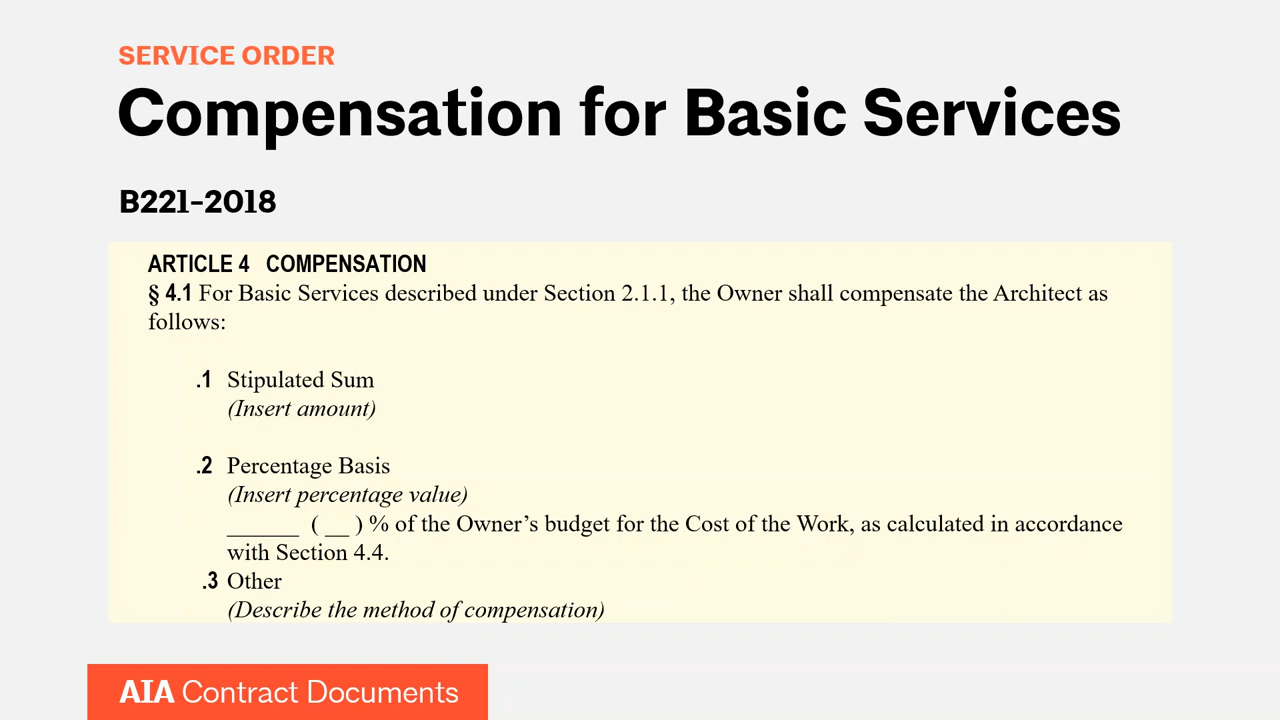 SERVICE ORDER
Compensation for Basic Services
B221–2018
ARTICLE 4 COMPENSATION
§ 4.1 For Basic Services described under Section 2.1.1, the Owner shall compensate the Architect as
follows:
.1 Stipulated Sum
(Insert amount)
.2 Percentage Basis
(Insert percentage value)
______ ( __ ) % of the Owner’s budget for the Cost of the Work, as calculated in accordance
with Section 4.4.
.3 Other
(Describe the method of compensation)
AIA Contract Documents